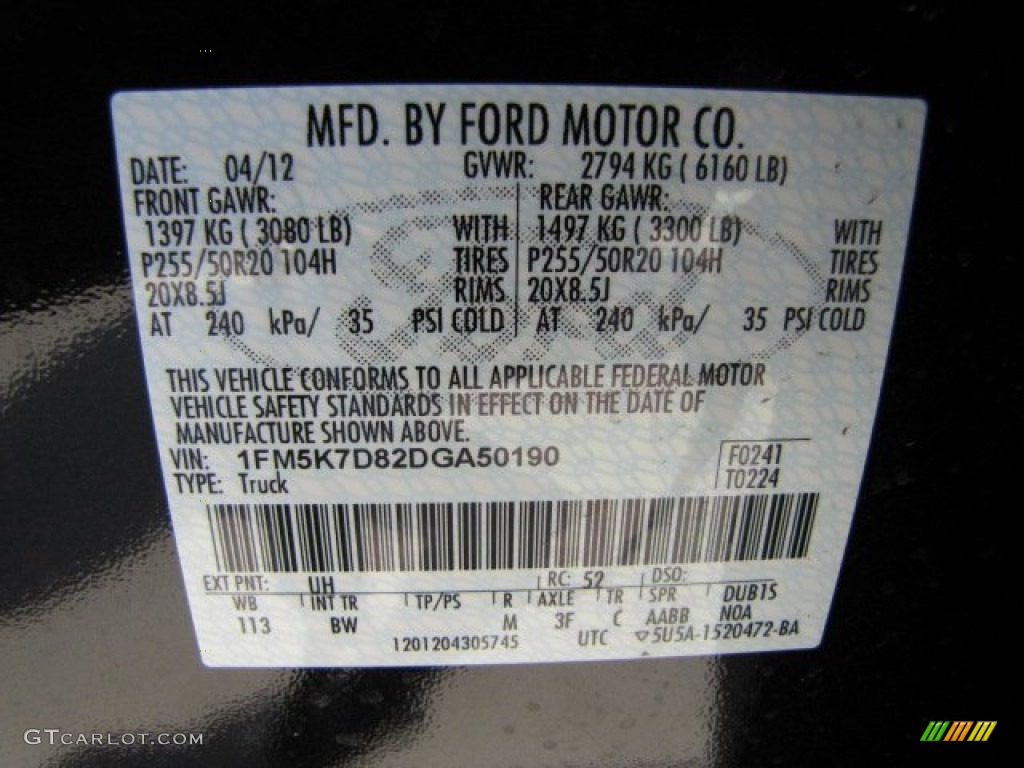 MFD. BY FORD MOTOR CO.
DATE: 04/12 GVWR: 2794 KG ( 6160 LB)
FRONT GAWR: REAR GAWR:
1397 KG ( 3080 LB) WITH 1497 KG ( 3300 LB) WITH
P255/50R20 104H TIRES P255/50R20 104H TIRES
20X8.5J RIMS 20X8.5J RIMS
AT 240 kPa/ 35 PSI COLD AT 240 kPa/ 35 PSI COLD
THIS VEHICLE CONFORMS TO ALL APPLICABLE FEDERAL MOTOR
VEHICLE SAFETY STANDARDS IN EFFECT ON THE DATE OF
MANUFACTURE SHOWN ABOVE.
VIN: 1FM5K7D82DGA50190 F0241
TYPE: Truck T0224
EXT PNT: UH RC: 52 DSO:
WB INT TR TP/PS R AXLE TR SPR DUB1S
113 BW M 3F C AABB NOA
1201204305745 UTC ▽5U5A-1520472-BA
GTCARLOT.COM